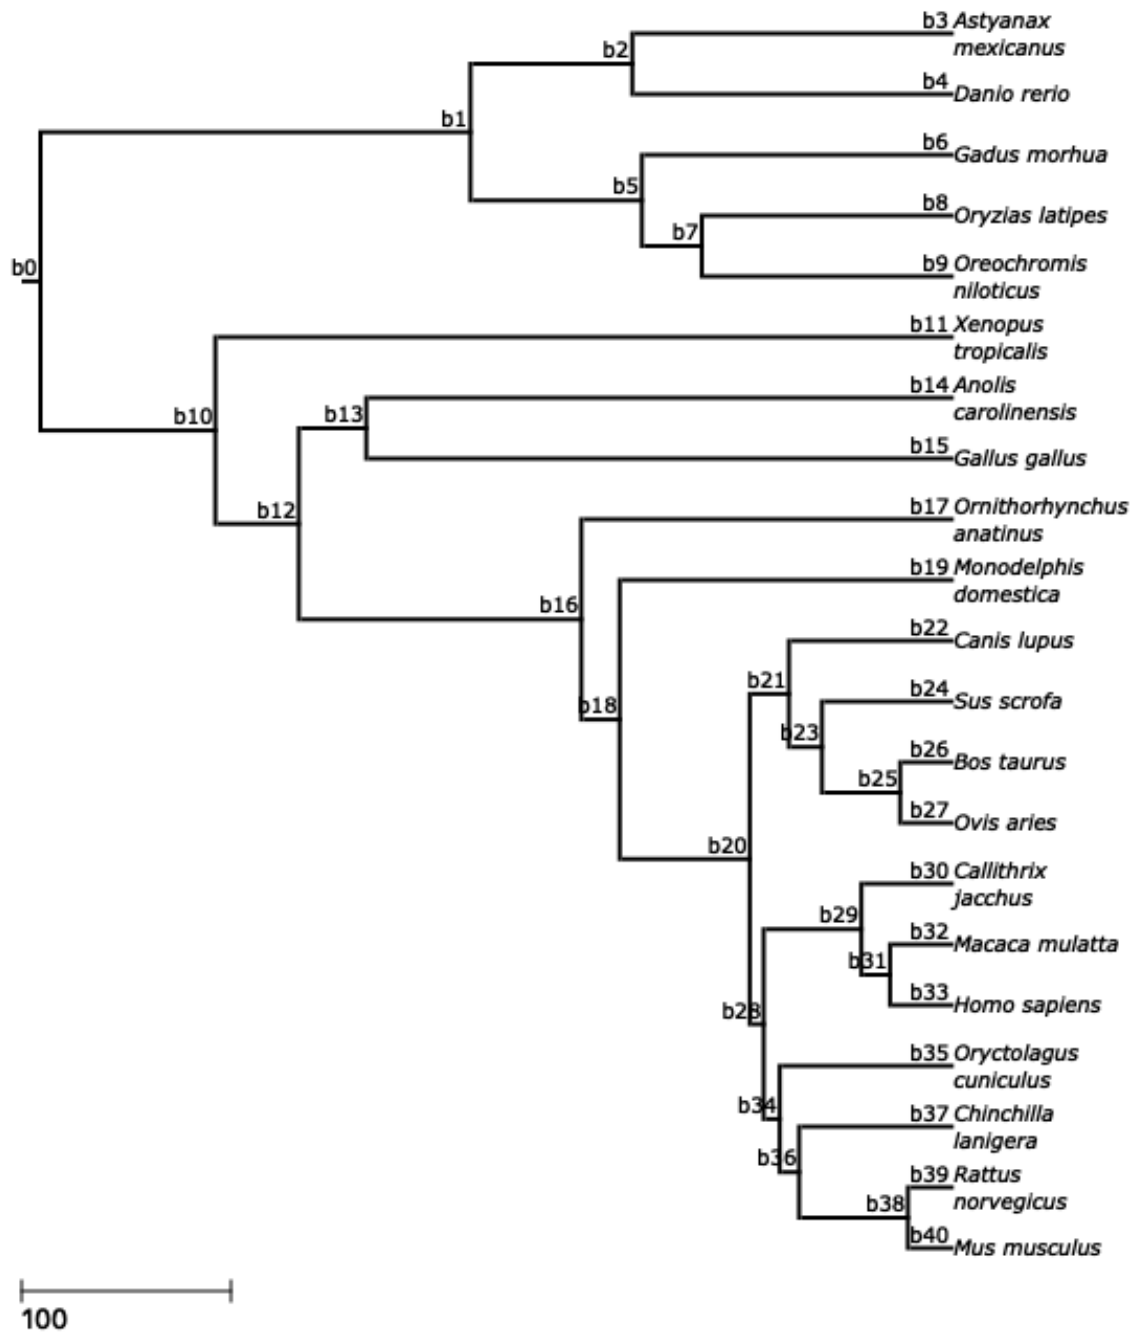 b3 Astyanax
mexicanus
b2
b4 Danio rerio
b1
b6 Gadus morhua
b5
b8 Oryzias latipes
b7
b9 Oreochromis
niloticus
b0
b11 Xenopus
tropicalis
b14 Anolis
carolinensis
b13
b10
b15 Gallus gallus
b12
b17 Ornithorhynchus
anatinus
b19 Monodelphis
domestica
b16
b22 Canis lupus
b21
b24 Sus scrofa
b18
b23
b26 Bos taurus
b25
b27 Ovis aries
b20
b30 Callithrix
jacchus
b29
b32 Macaca mulatta
b31
b33 Homo sapiens
b28
b35 Oryctolagus
cuniculus
b34
b37 Chinchilla
lanigera
b36
b39 Rattus
norvegicus
b38
b40 Mus musculus
100